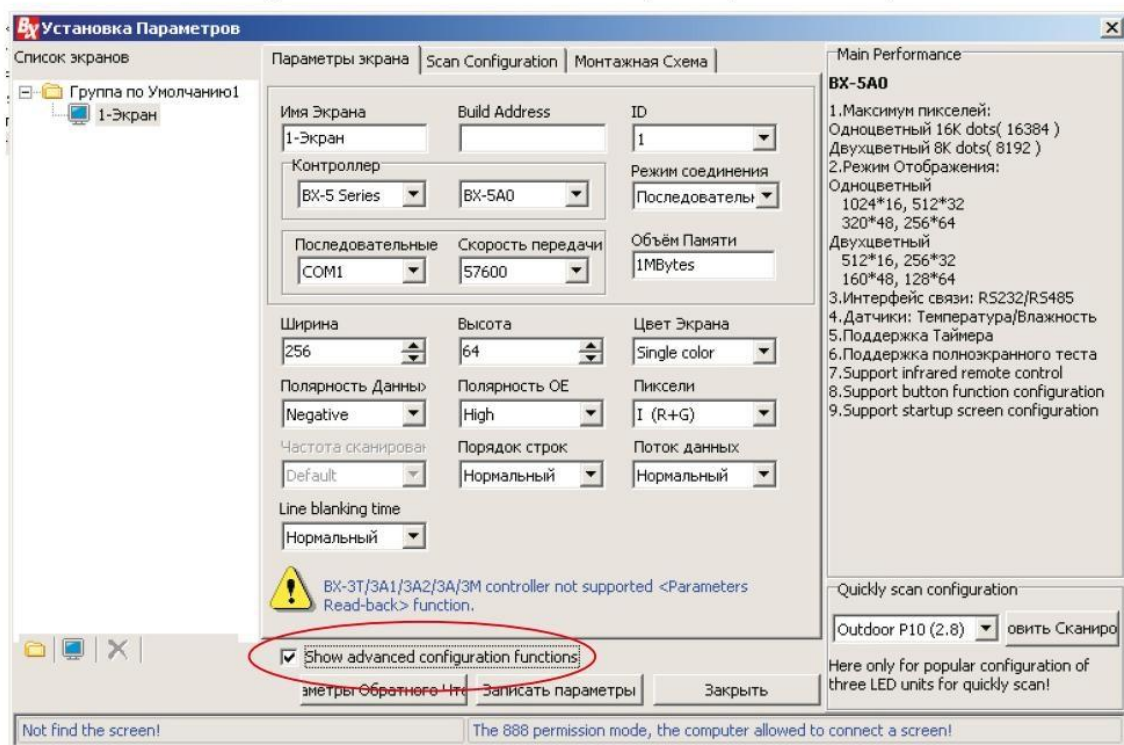 Установка Параметров
Список экранов
Группа по Умолчанию1
1-Экран
Параметры экрана
Scan Configuration
Монтажная Схема
Имя Экрана
Build Address
ID
1-Экран
1
Контроллер
Режим соединения
BX-5 Series
BX-5A0
Последователы
Последовательные
Скорость передачи
Объём Памяти
COM1
57600
1MBytes
Ширина
Высота
Цвет Экрана
256
64
Single color
Полярность Данны
Полярность OE
Пиксели
Negative
High
I (R+G)
Частота сканирова
Порядок строк
Поток данных
Default
Нормальный
Нормальный
Line blanking time
Нормальный
BX-3T/3A1/3A2/3A/3M controller not supported <Parameters
Read-back> function.
Show advanced configuration functions
аметры Обратного Чте
Записать параметры
Закрыть
Main Performance
BX-5A0
1.Максимум пикселей:
Одноцветный 16K dots( 16384 )
Двухцветный 8K dots( 8192 )
2.Режим Отображения:
Одноцветный
1024*16, 512*32
320*48, 256*64
Двухцветный
512*16, 256*32
160*48, 128*64
3.Интерфейс связи: RS232/RS485
4.Датчики: Температура/Влажность
5.Поддержка Таймера
6.Поддержка полноэкранного теста
7.Support infrared remote control
8.Support button function configuration
9.Support startup screen configuration
Quickly scan configuration
Outdoor P10 (2.8)
овить Сканиро
Here only for popular configuration of
three LED units for quickly scan!
Not find the screen!
The 888 permission mode, the computer allowed to connect a screen!